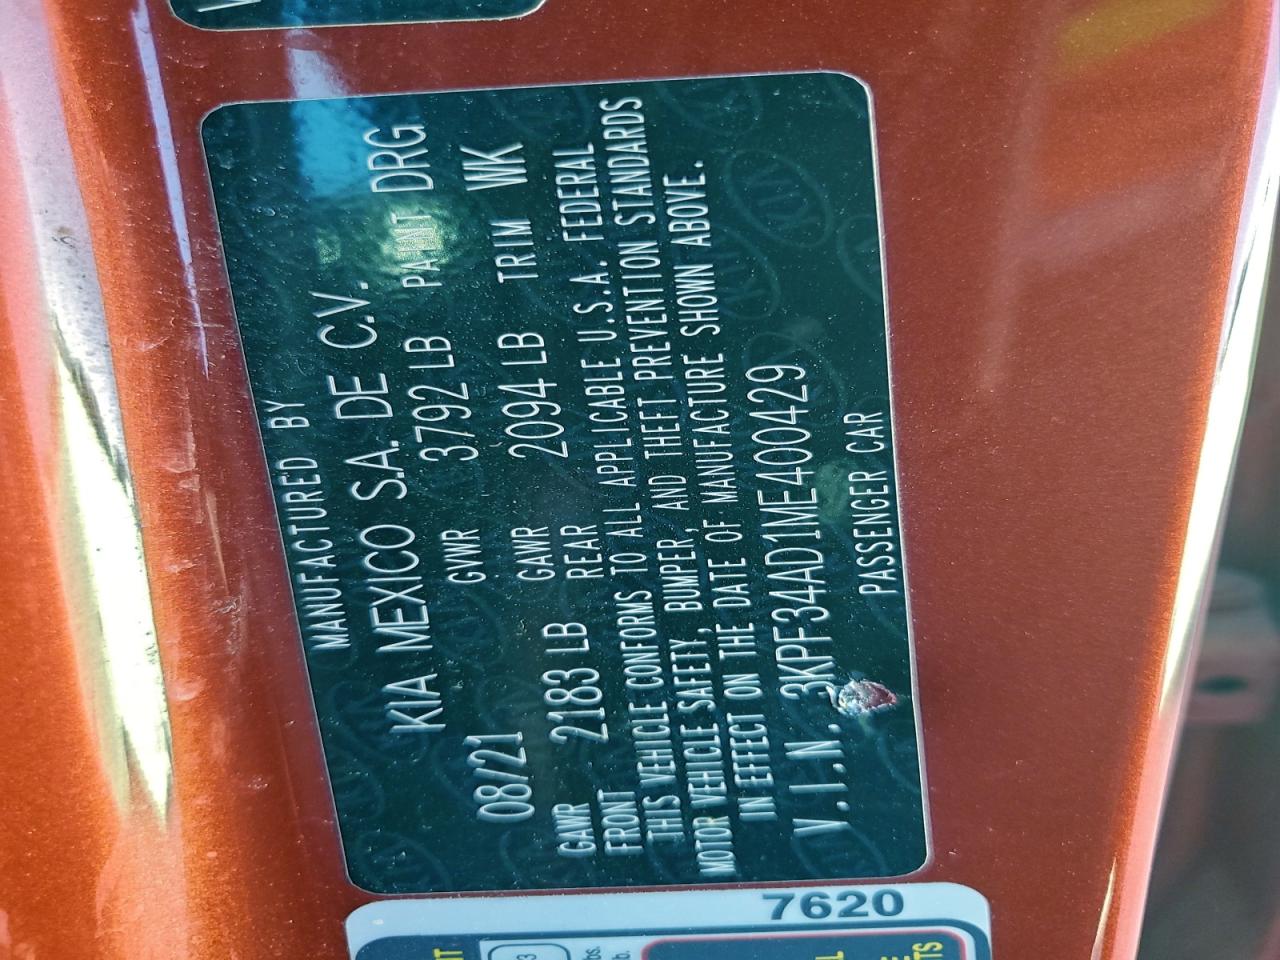 MANUFACTURED BY
KIA MEXICO S.A. DE C.V.
08/21 GVWR 3792 LB PAINT DRG
GAWR FRONT 2183 LB GAWR REAR 2094 LB TRIM WK
THIS VEHICLE CONFORMS TO ALL APPLICABLE U.S.A. FEDERAL
MOTOR VEHICLE SAFETY, BUMPER, AND THEFT PREVENTION STANDARDS
IN EFFECT ON THE DATE OF MANUFACTURE SHOWN ABOVE.
V.I.N. 3KPF34AD1ME400429
PASSENGER CAR
7620